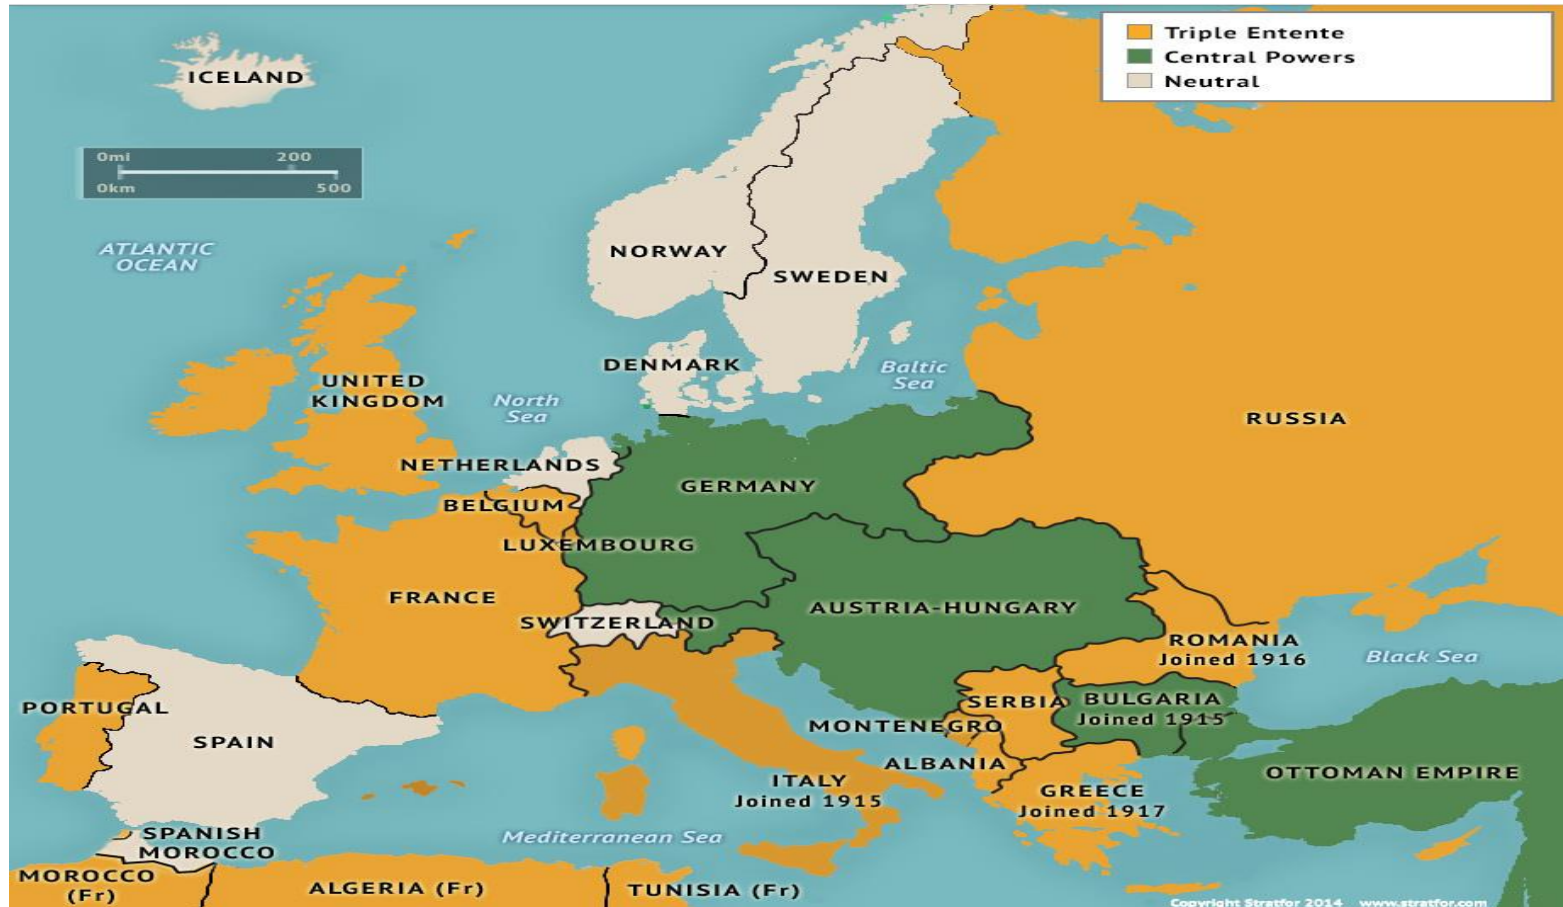 Triple Entente
Central Powers
Neutral
ICELAND
0mi 200
0km 500
ATLANTIC
OCEAN
NORWAY
SWEDEN
DENMARK
Baltic
Sea
UNITED
KINGDOM
North
Sea
RUSSIA
NETHERLANDS
GERMANY
BELGIUM
LUXEMBOURG
FRANCE
SWITZERLAND
AUSTRIA-HUNGARY
ROMANIA
Joined 1916
Black Sea
PORTUGAL
SPAIN
SERBIA
BULGARIA
Joined 1915
MONTENEGRO
ALBANIA
ITALY
Joined 1915
GREECE
Joined 1917
OTTOMAN EMPIRE
SPANISH
MOROCCO
Mediterranean Sea
MOROCCO
(Fr)
ALGERIA (Fr)
TUNISIA (Fr)
Copyright Stratfor 2014 www.stratfor.com